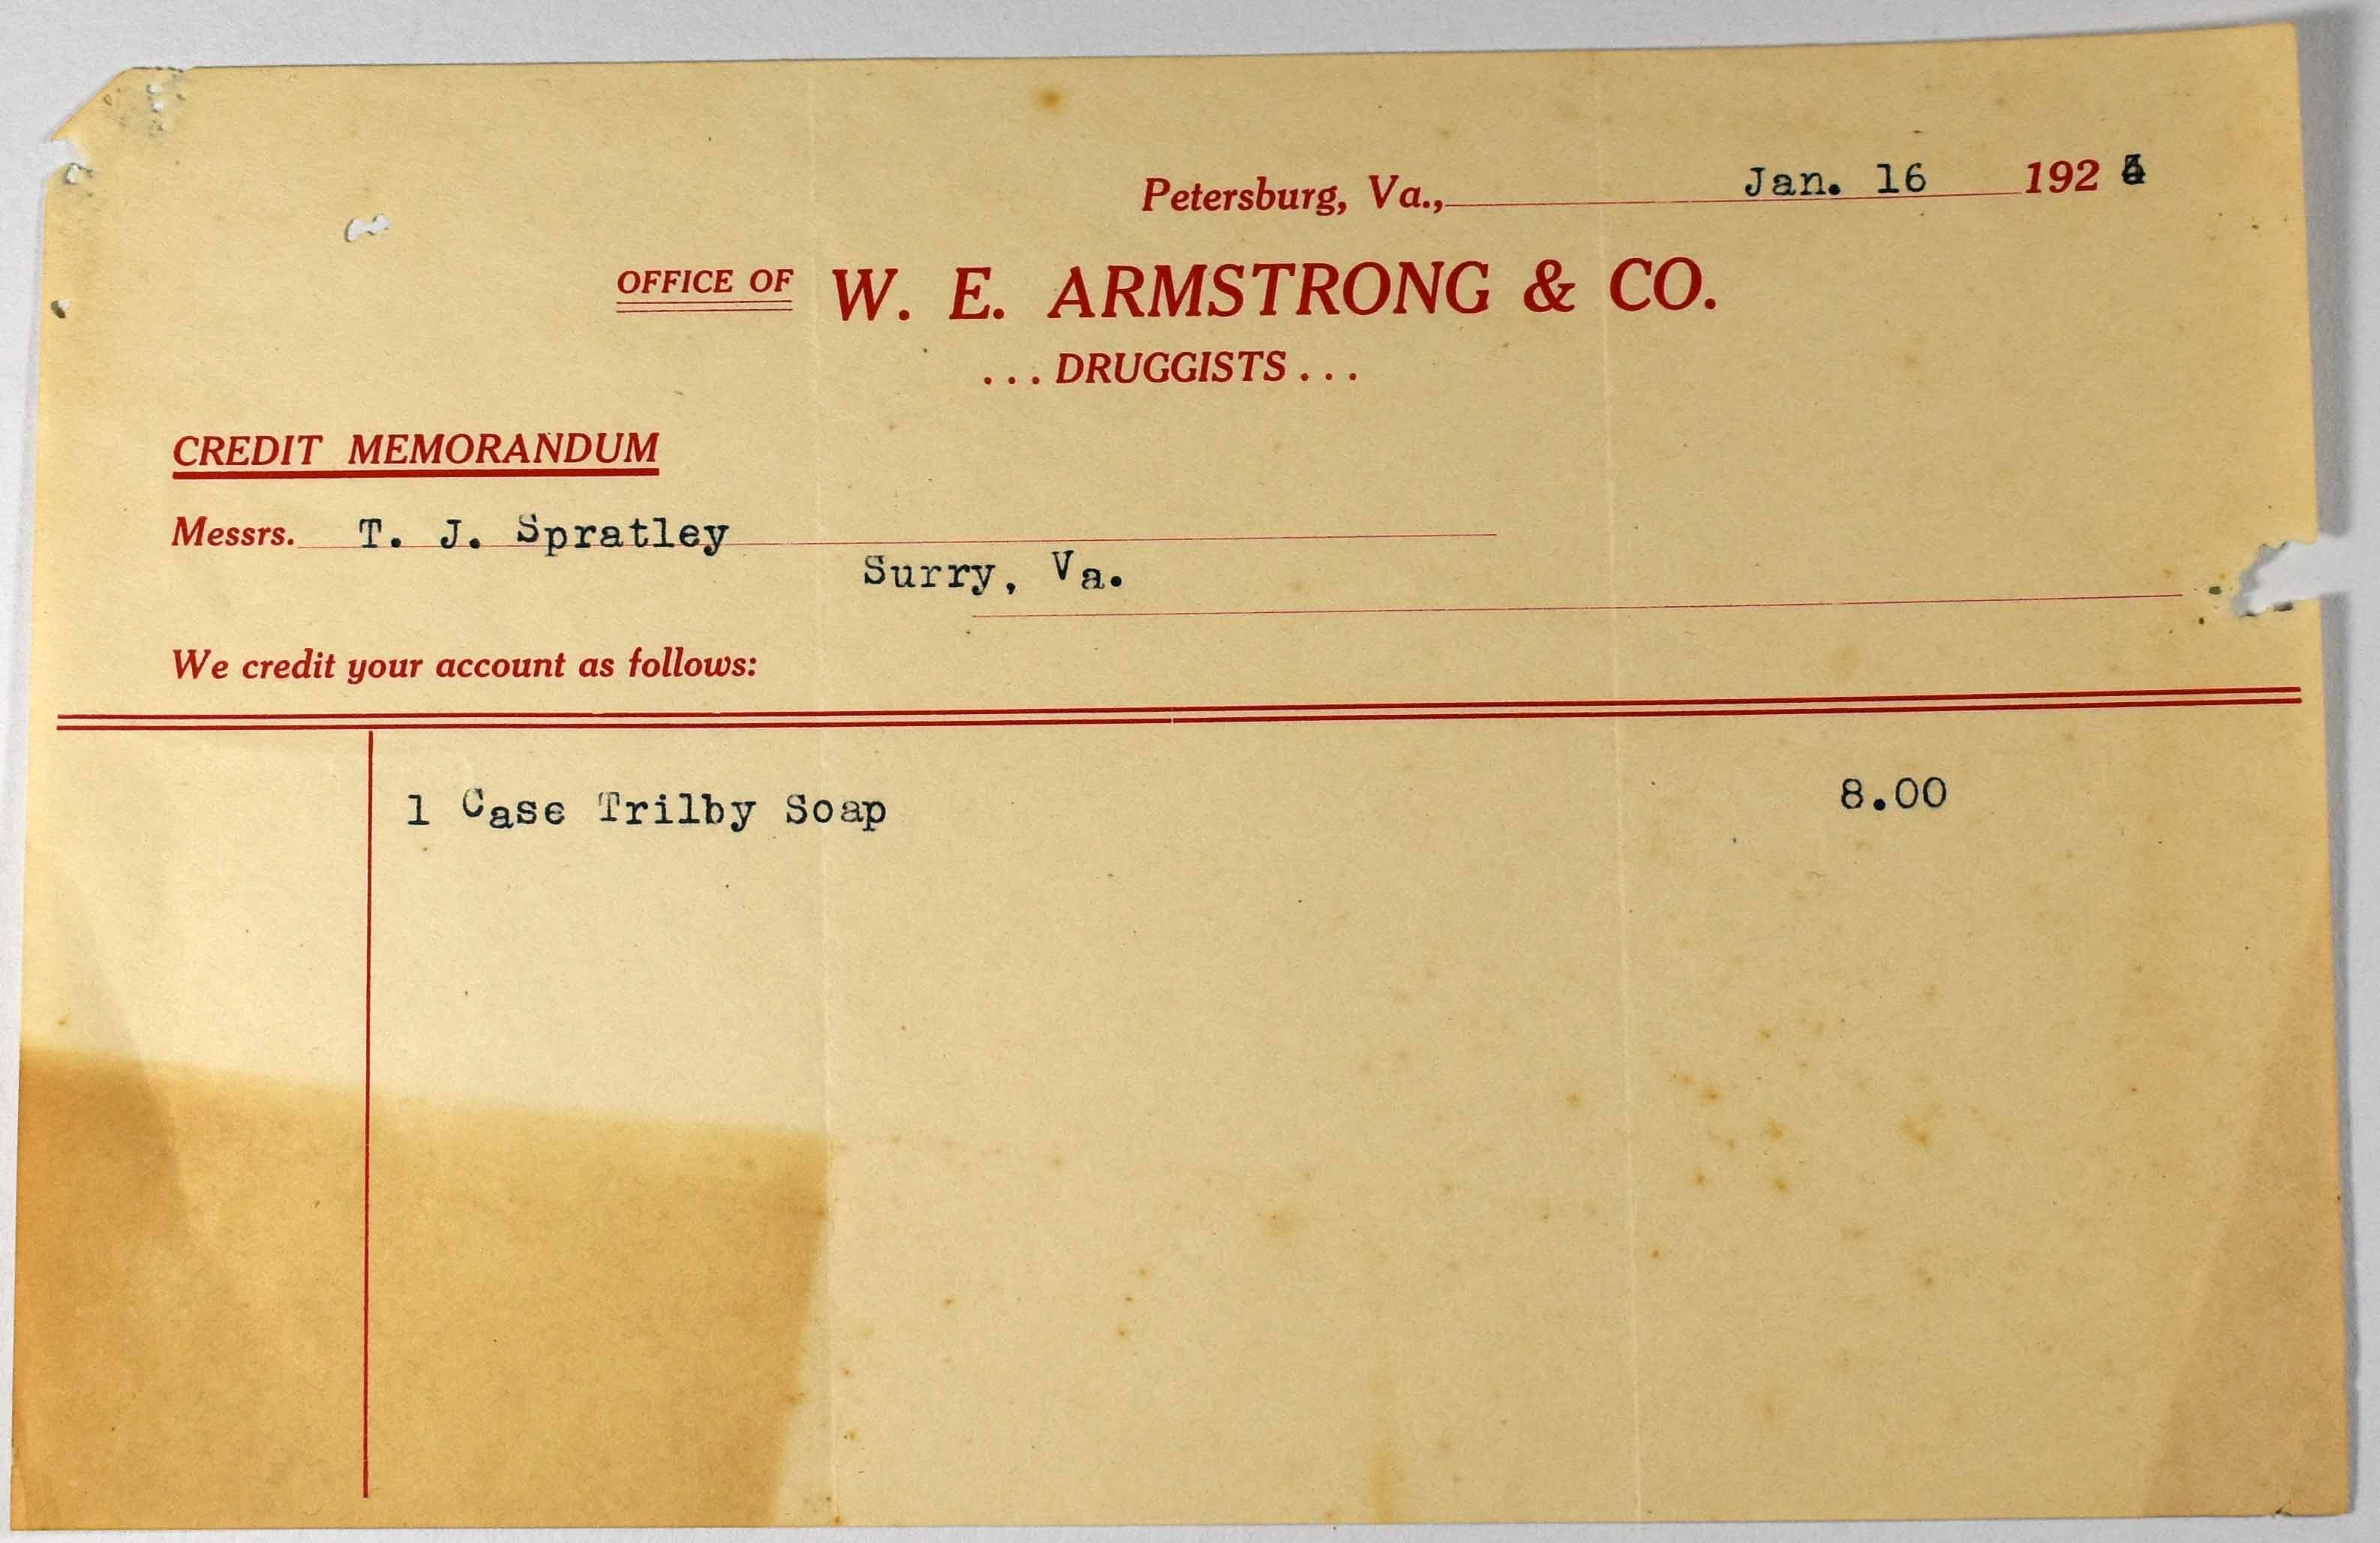 Petersburg, Va., Jan. 16 192
OFFICE OF W. E. ARMSTRONG & CO.
... DRUGGISTS ...
CREDIT MEMORANDUM
Messrs. T. J. Spratley
Surry, Va.
We credit your account as follows:
1 Case Trilby Soap 8.00